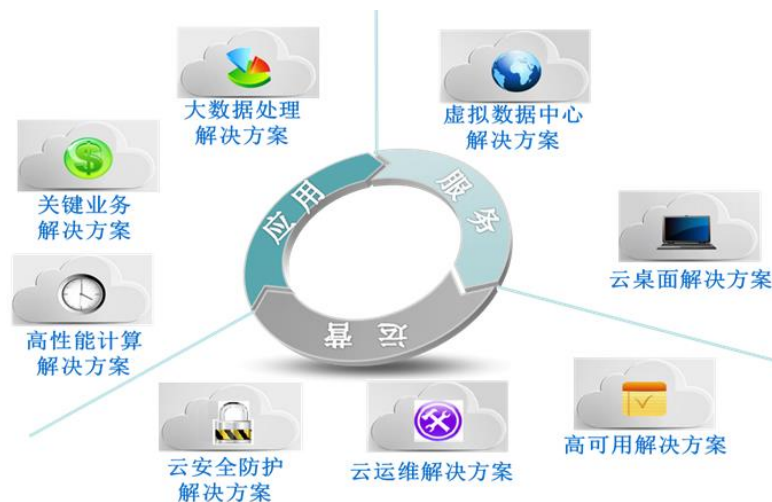 大数据处理
解决方案
虚拟数据中心
解决方案
关键业务
解决方案
应用
服务
云桌面解决方案
高性能计算
解决方案
运营
高可用解决方案
云安全防护
解决方案
云运维解决方案